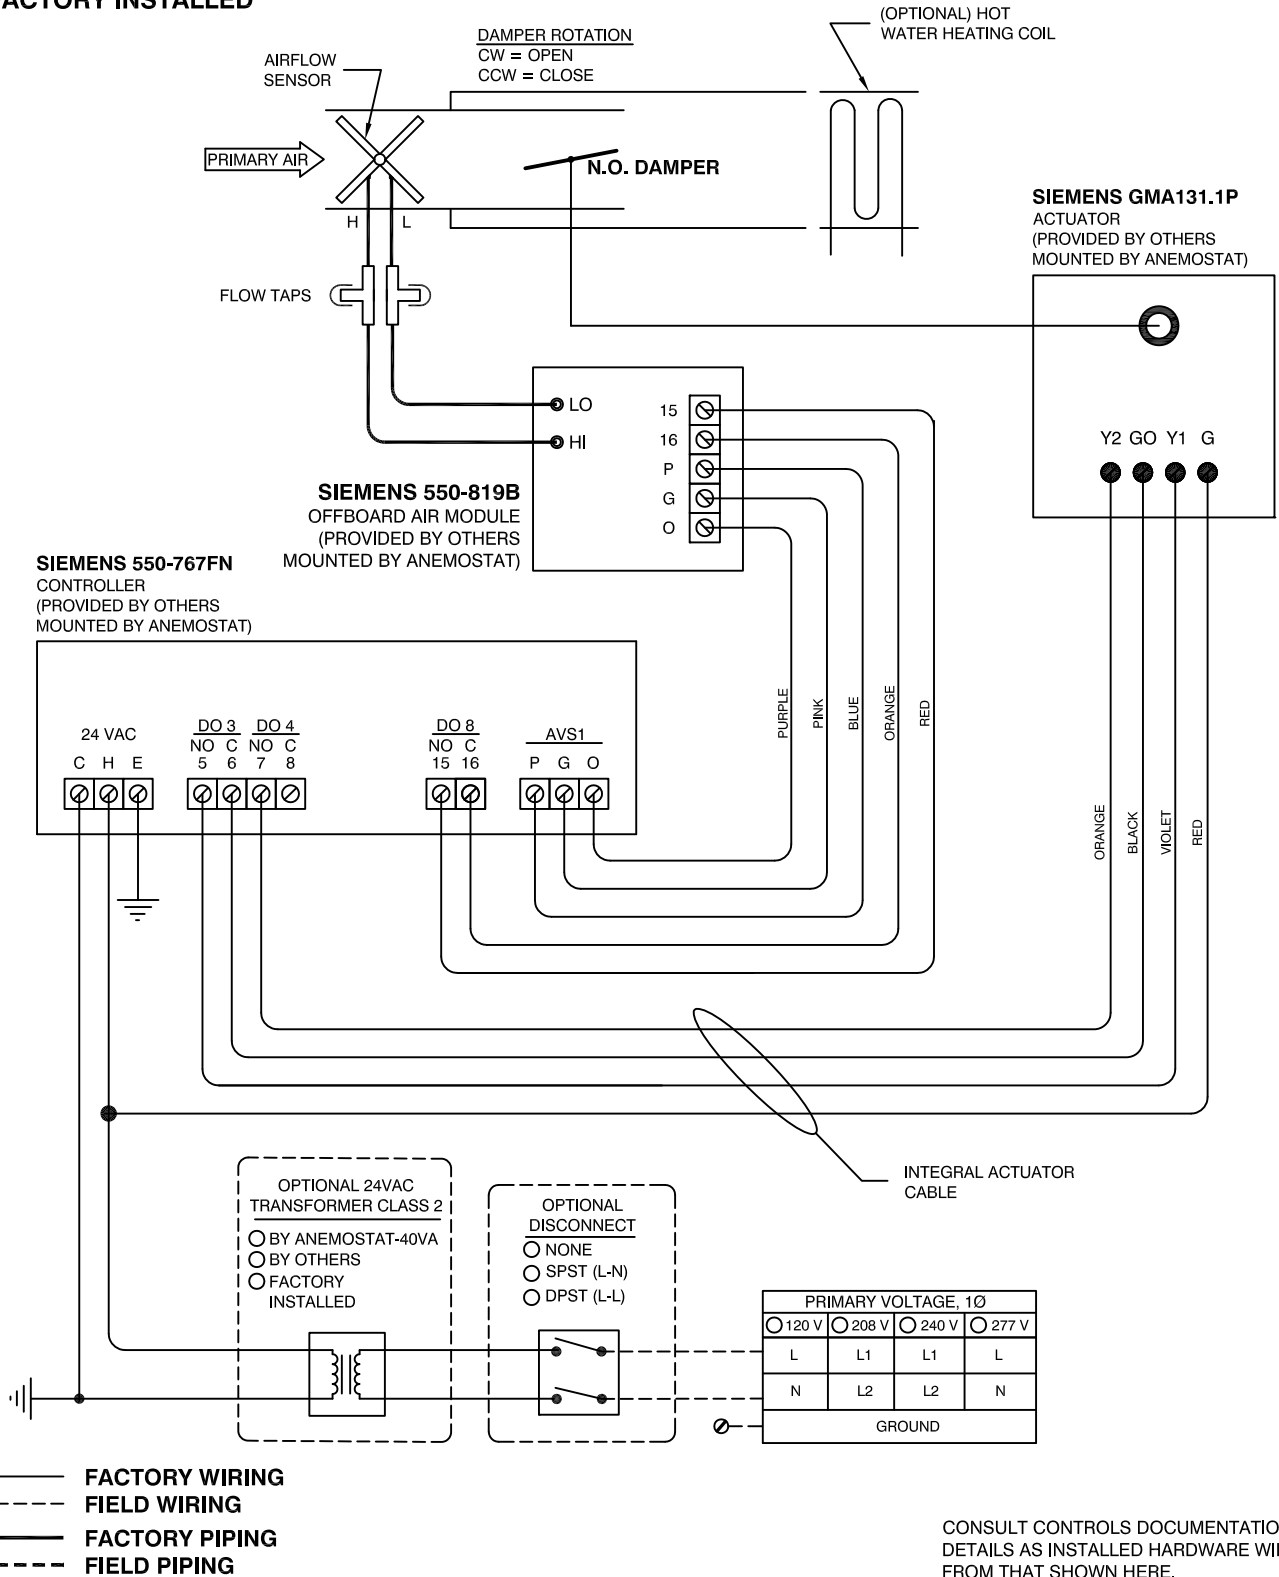 FACTORY INSTALLED
(OPTIONAL) HOT
WATER HEATING COIL
DAMPER ROTATION
CW = OPEN
CCW = CLOSE
AIRFLOW
SENSOR
PRIMARY AIR
N.O. DAMPER
H L
FLOW TAPS
SIEMENS GMA131.1P
ACTUATOR
(PROVIDED BY OTHERS
MOUNTED BY ANEMOSTAT)
Y2 GO Y1 G
LO
HI
15
16
P
G
O
SIEMENS 550-819B
OFFBOARD AIR MODULE
(PROVIDED BY OTHERS
MOUNTED BY ANEMOSTAT)
SIEMENS 550-767FN
CONTROLLER
(PROVIDED BY OTHERS
MOUNTED BY ANEMOSTAT)
24 VAC
C H E
DO 3 DO 4
NO C NO C
5 6 7 8
DO 8
NO C
15 16
AVS1
P G O
PURPLE
PINK
BLUE
ORANGE
RED
ORANGE
BLACK
VIOLET
RED
INTEGRAL ACTUATOR
CABLE
OPTIONAL 24VAC
TRANSFORMER CLASS 2
BY ANEMOSTAT-40VA
BY OTHERS
FACTORY
INSTALLED
OPTIONAL
DISCONNECT
NONE
SPST (L-N)
DPST (L-L)
PRIMARY VOLTAGE, 1Ø
120 V 208 V 240 V 277 V
L L1 L1 L
N L2 L2 N
GROUND
FACTORY WIRING
FIELD WIRING
FACTORY PIPING
FIELD PIPING
CONSULT CONTROLS DOCUMENTATIO
DETAILS AS INSTALLED HARDWARE WI
FROM THAT SHOWN HERE.